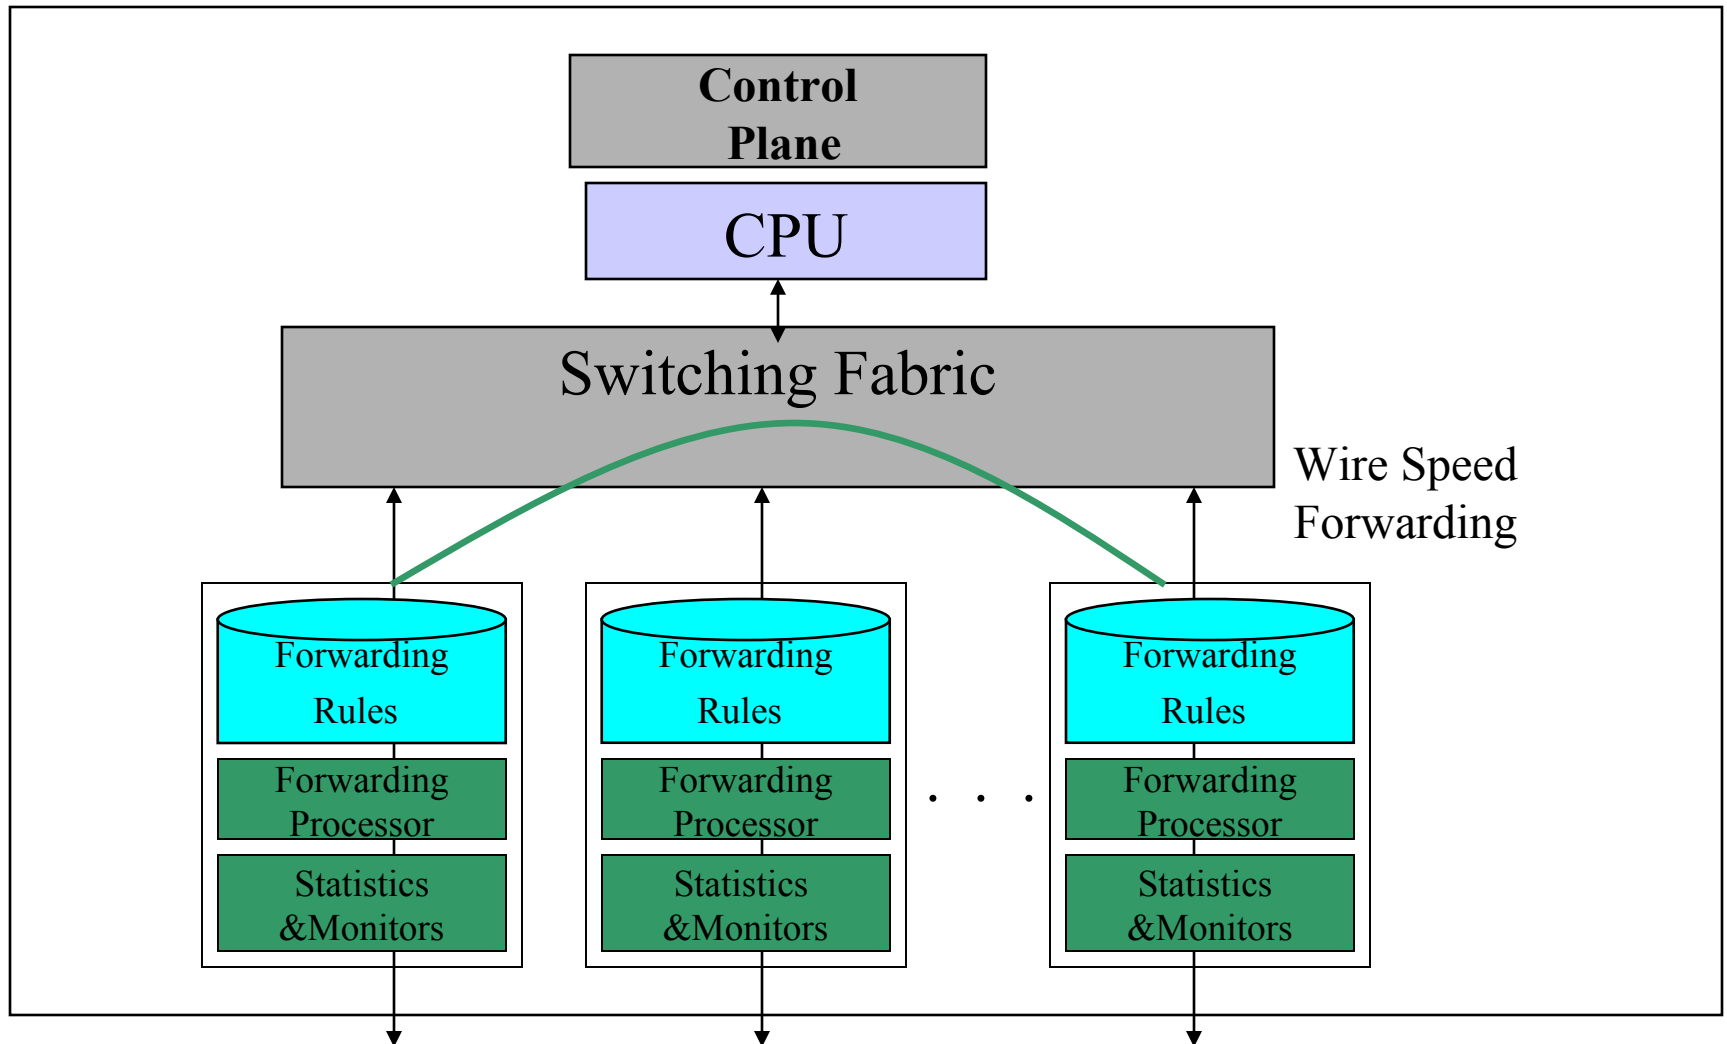 Control
Plane
CPU
Switching Fabric
Wire Speed
Forwarding
Forwarding
Rules
Forwarding
Processor
Statistics
&Monitors
Forwarding
Rules
Forwarding
Processor
Statistics
&Monitors
. . .
Forwarding
Rules
Forwarding
Processor
Statistics
&Monitors